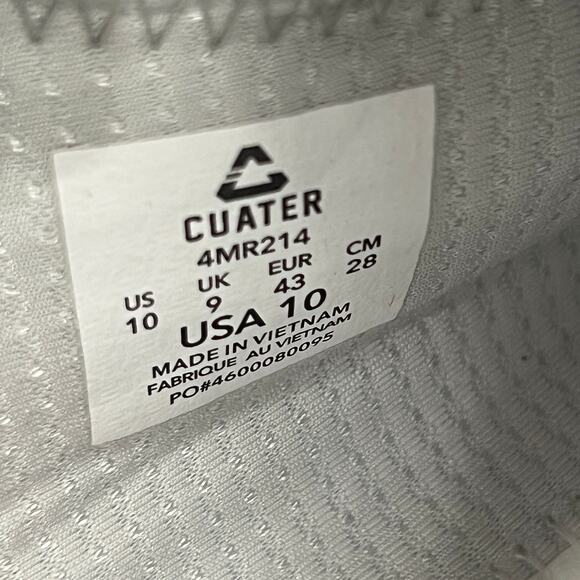 CUATER
4MR214
US UK EUR CM
10 9 43 28
USA 10
MADE IN VIETNAM
FABRIQUE AU VIETNAM
PO#4600080095